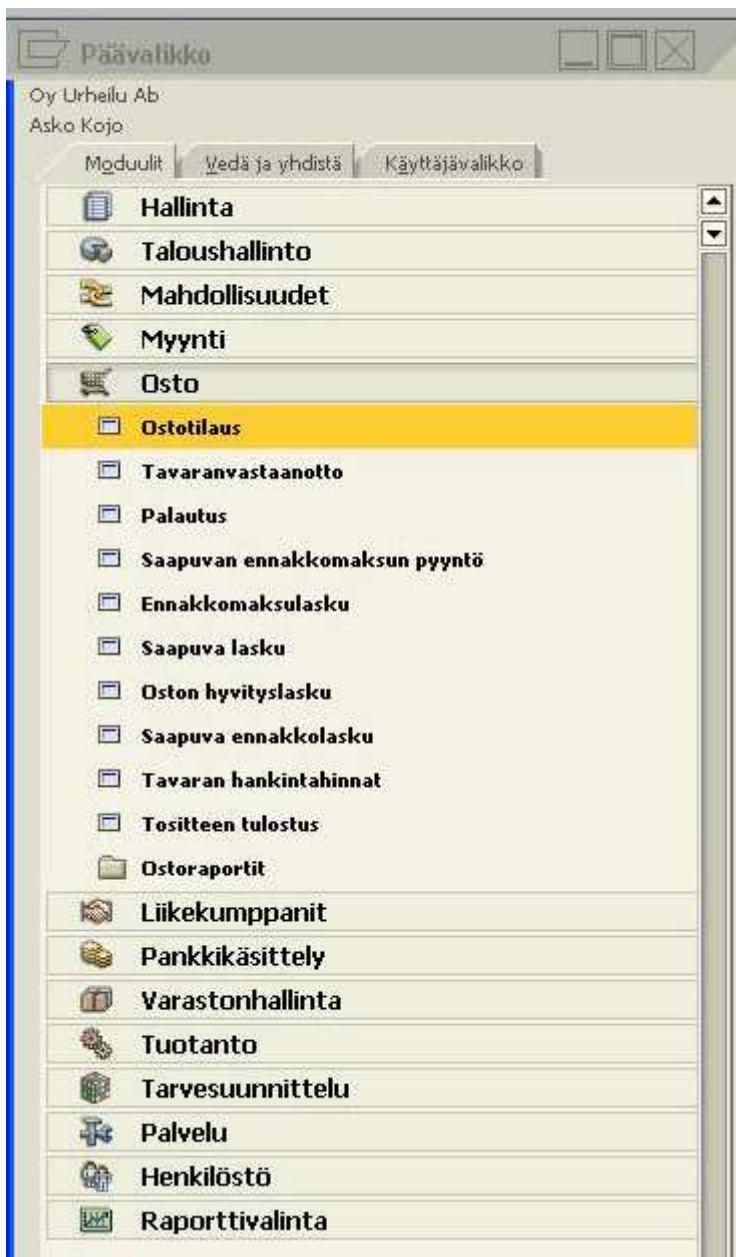 Päävalikko
Oy Urheilu Ab
Asko Kojo
Moduulit Vedä ja yhdistä Käyttäjävalikko
Hallinta
Taloushallinto
Mahdollisuudet
Myynti
Osto
Ostotilaus
Tavaranvastaanotto
Palautus
Saapuvan ennakkomaksun pyyntö
Ennakkomaksulasku
Saapuva lasku
Oston hyvityslasku
Saapuva ennakkolasku
Tavaran hankintahinnat
Tositteen tulostus
Ostoraportit
Liikekumppanit
Pankkikäsittely
Varastonhallinta
Tuotanto
Tarvesuunnittelu
Palvelu
Henkilöstö
Raporttivalinta